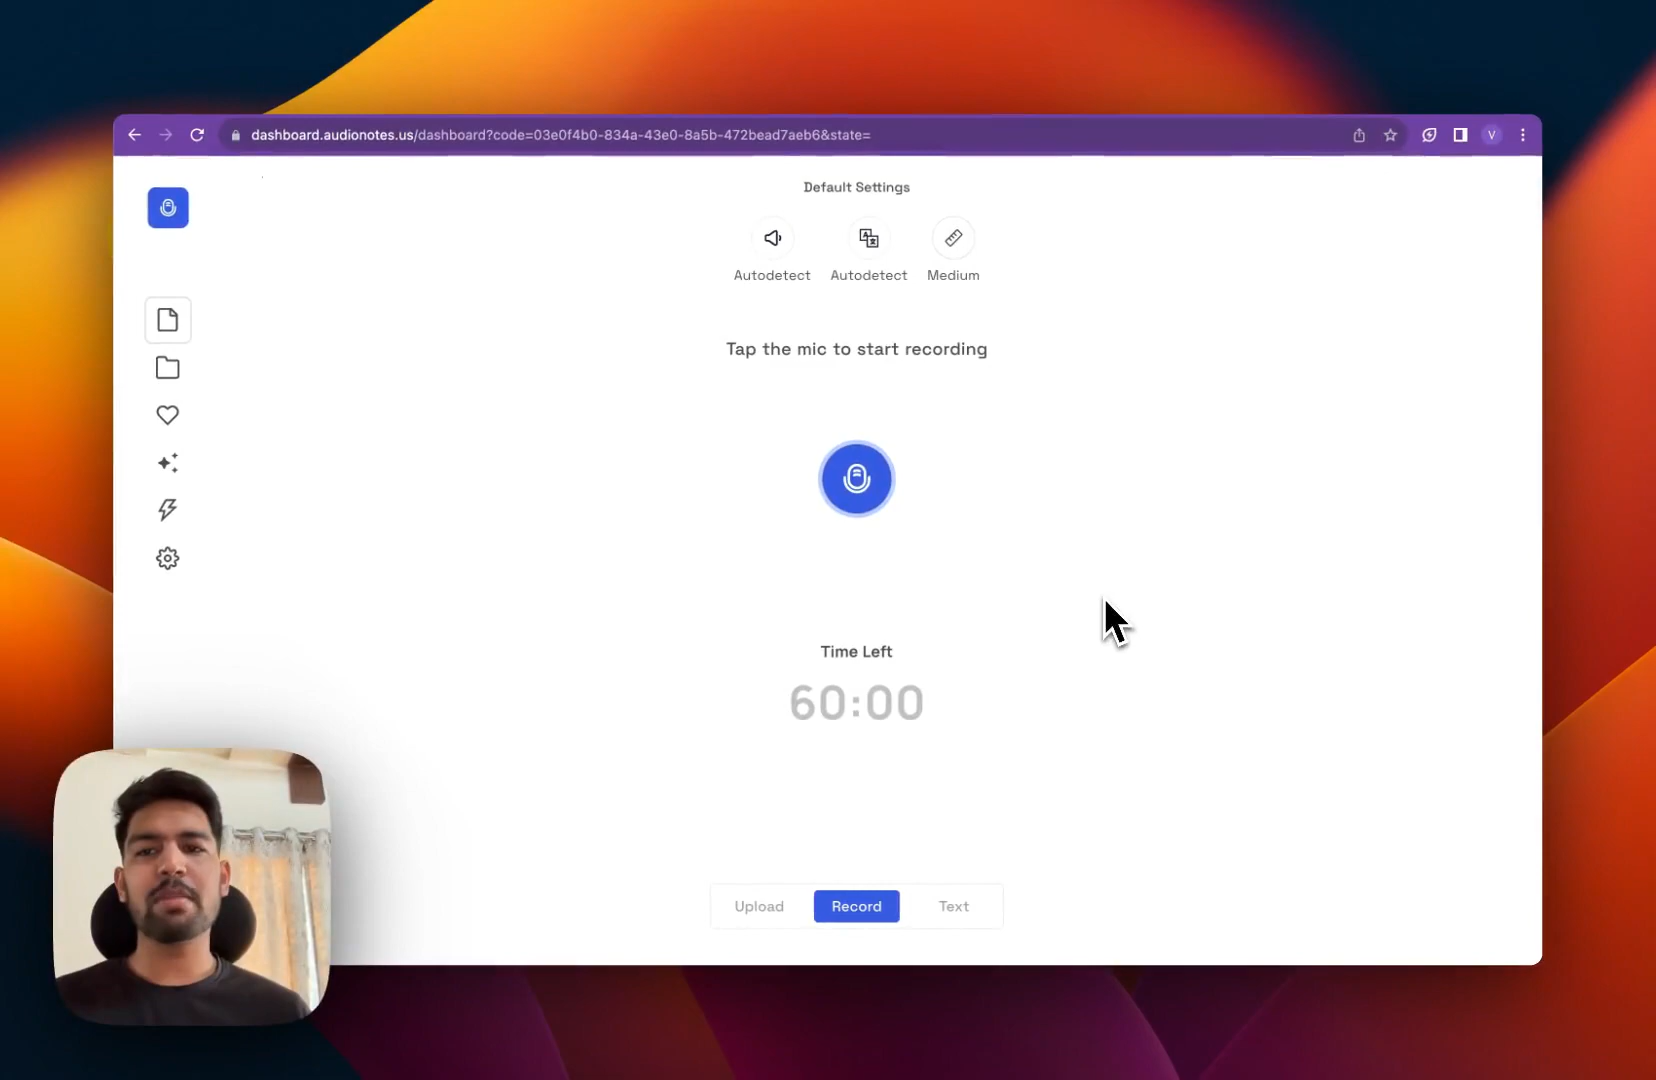 dashboard.audionotes.us/dashboard?code=03e0f4b0-834a-43e0-8a5b-472bead7aeb6&state=
V
Default Settings
Autodetect
Autodetect
Medium
Tap the mic to start recording
Time Left
60:00
Upload
Record
Text